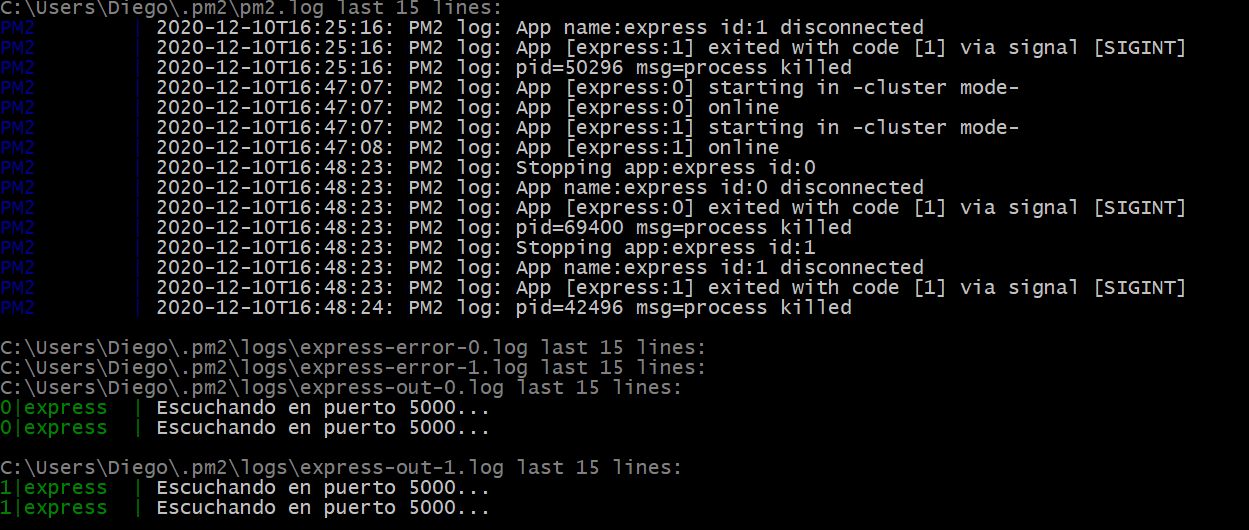 C:\Users\Diego\.pm2\pm2.log last 15 lines:
PM2 | 2020-12-10T16:25:16: PM2 log: App name:express id:1 disconnected
PM2 | 2020-12-10T16:25:16: PM2 log: App [express:1] exited with code [1] via signal [SIGINT]
PM2 | 2020-12-10T16:25:16: PM2 log: pid=50296 msg=process killed
PM2 | 2020-12-10T16:47:07: PM2 log: App [express:0] starting in -cluster mode-
PM2 | 2020-12-10T16:47:07: PM2 log: App [express:0] online
PM2 | 2020-12-10T16:47:07: PM2 log: App [express:1] starting in -cluster mode-
PM2 | 2020-12-10T16:47:08: PM2 log: App [express:1] online
PM2 | 2020-12-10T16:48:23: PM2 log: Stopping app:express id:0
PM2 | 2020-12-10T16:48:23: PM2 log: App name:express id:0 disconnected
PM2 | 2020-12-10T16:48:23: PM2 log: App [express:0] exited with code [1] via signal [SIGINT]
PM2 | 2020-12-10T16:48:23: PM2 log: pid=69400 msg=process killed
PM2 | 2020-12-10T16:48:23: PM2 log: Stopping app:express id:1
PM2 | 2020-12-10T16:48:23: PM2 log: App name:express id:1 disconnected
PM2 | 2020-12-10T16:48:23: PM2 log: App [express:1] exited with code [1] via signal [SIGINT]
PM2 | 2020-12-10T16:48:24: PM2 log: pid=42496 msg=process killed
C:\Users\Diego\.pm2\logs\express-error-0.log last 15 lines:
C:\Users\Diego\.pm2\logs\express-error-1.log last 15 lines:
C:\Users\Diego\.pm2\logs\express-out-0.log last 15 lines:
0|express | Escuchando en puerto 5000...
0|express | Escuchando en puerto 5000...
C:\Users\Diego\.pm2\logs\express-out-1.log last 15 lines:
1|express | Escuchando en puerto 5000...
1|express | Escuchando en puerto 5000...